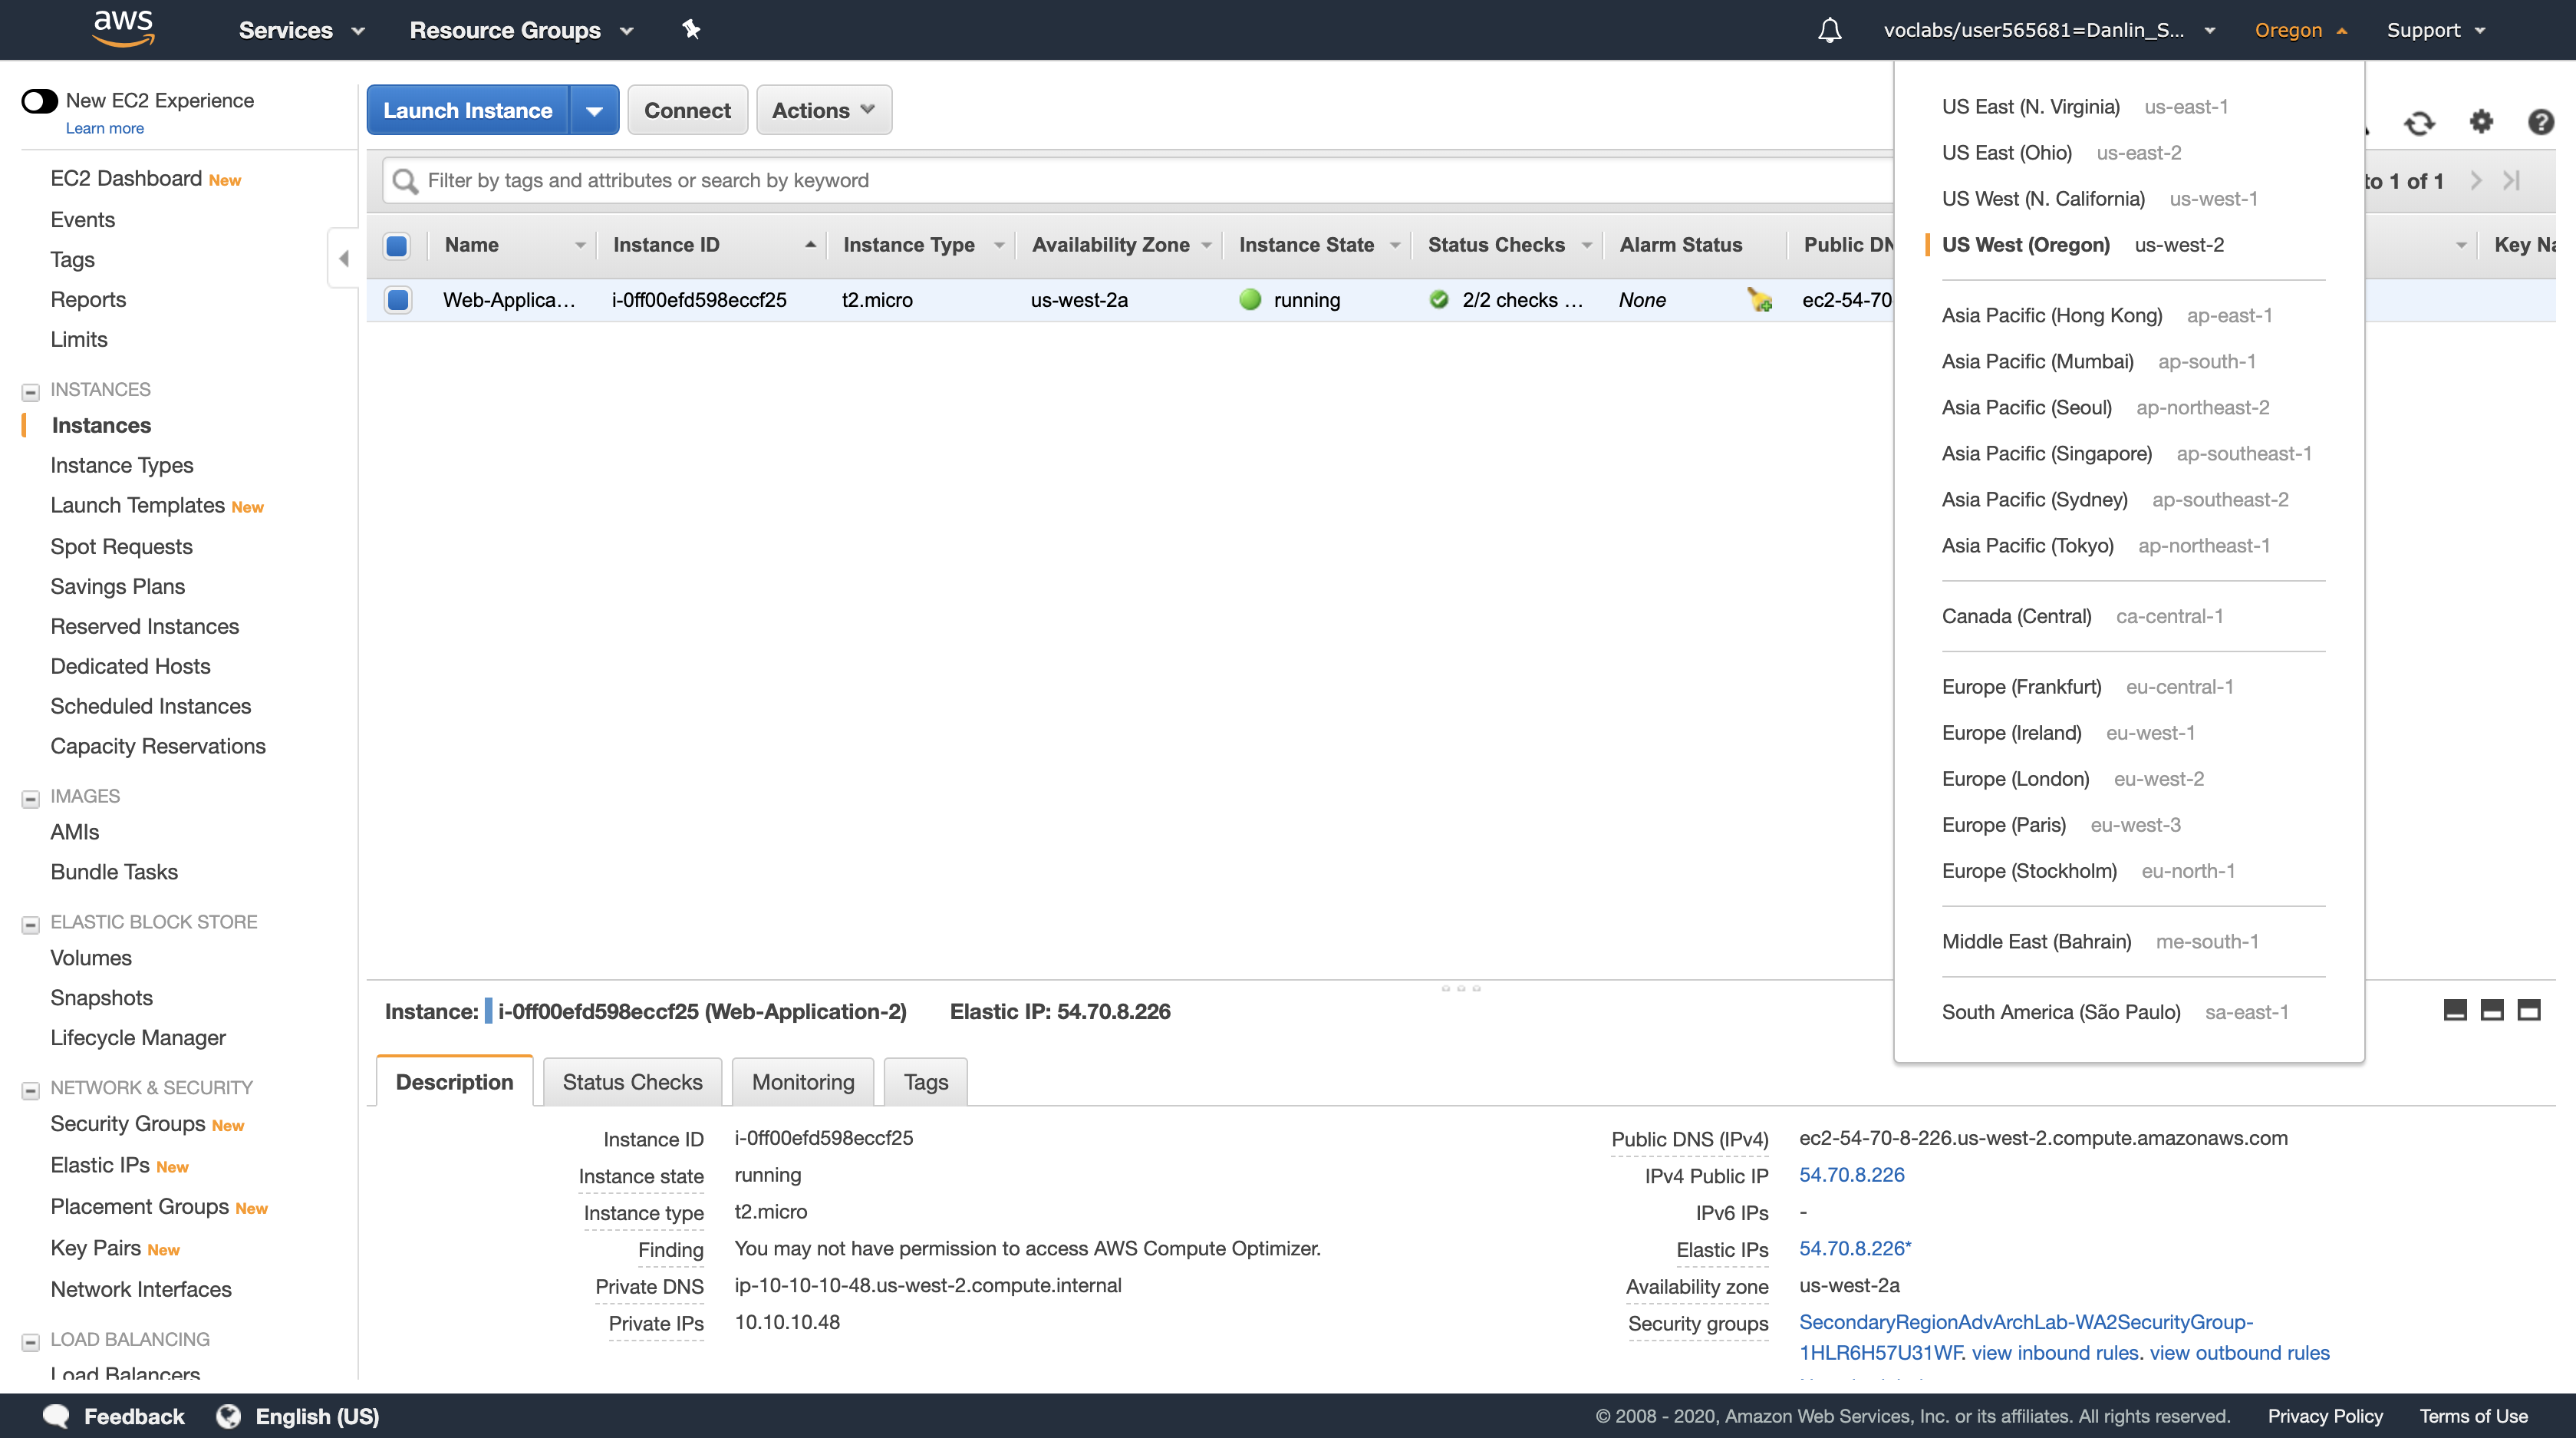 aws
Services
Resource Groups
voclabs/user565681=Danlin_S...
Oregon
Support
New EC2 Experience
Learn more
EC2 Dashboard New
Events
Tags
Reports
Limits
INSTANCES
Instances
Instance Types
Launch Templates New
Spot Requests
Savings Plans
Reserved Instances
Dedicated Hosts
Scheduled Instances
Capacity Reservations
IMAGES
AMIs
Bundle Tasks
ELASTIC BLOCK STORE
Volumes
Snapshots
Lifecycle Manager
NETWORK & SECURITY
Security Groups New
Elastic IPs New
Placement Groups New
Key Pairs New
Network Interfaces
LOAD BALANCING
Load Balancers
Launch Instance
Connect
Actions
Filter by tags and attributes or search by keyword
to 1 of 1
Name Instance ID Instance Type Availability Zone Instance State Status Checks Alarm Status Public DN Key Na
Web-Applica... i-0ff00efd598eccf25 t2.micro us-west-2a running 2/2 checks ... None ec2-54-70
US East (N. Virginia) us-east-1
US East (Ohio) us-east-2
US West (N. California) us-west-1
US West (Oregon) us-west-2
Asia Pacific (Hong Kong) ap-east-1
Asia Pacific (Mumbai) ap-south-1
Asia Pacific (Seoul) ap-northeast-2
Asia Pacific (Singapore) ap-southeast-1
Asia Pacific (Sydney) ap-southeast-2
Asia Pacific (Tokyo) ap-northeast-1
Canada (Central) ca-central-1
Europe (Frankfurt) eu-central-1
Europe (Ireland) eu-west-1
Europe (London) eu-west-2
Europe (Paris) eu-west-3
Europe (Stockholm) eu-north-1
Middle East (Bahrain) me-south-1
South America (São Paulo) sa-east-1
Instance: i-0ff00efd598eccf25 (Web-Application-2) Elastic IP: 54.70.8.226
Description
Status Checks
Monitoring
Tags
Instance ID i-0ff00efd598eccf25
Instance state running
Instance type t2.micro
Finding You may not have permission to access AWS Compute Optimizer.
Private DNS ip-10-10-10-48.us-west-2.compute.internal
Private IPs 10.10.10.48
Public DNS (IPv4) ec2-54-70-8-226.us-west-2.compute.amazonaws.com
IPv4 Public IP 54.70.8.226
IPv6 IPs -
Elastic IPs 54.70.8.226*
Availability zone us-west-2a
Security groups SecondaryRegionAdvArchLab-WA2SecurityGroup-
1HLR6H57U31WF. view inbound rules. view outbound rules
Feedback
English (US)
© 2008 - 2020, Amazon Web Services, Inc. or its affiliates. All rights reserved.
Privacy Policy
Terms of Use